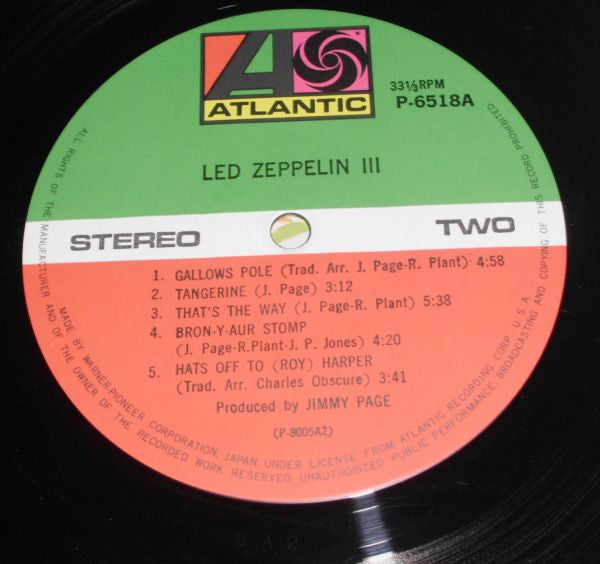 ATLANTIC
33⅓RPM
P-6518A
LED ZEPPELIN III
STEREO
TWO
1. GALLOWS POLE (Trad. Arr. J. Page-R. Plant) 4:58
2. TANGERINE (J. Page) 3:12
3. THAT'S THE WAY (J. Page-R. Plant) 5:38
4. BRON-Y-AUR STOMP
(J. Page-R.Plant-J. P. Jones) 4:20
5. HATS OFF TO (ROY) HARPER
(Trad. Arr. Charles Obscure) 3:41
Produced by JIMMY PAGE
(P-8005A2)
MADE BY WARNER-PIONEER CORPORATION, JAPAN, UNDER LICENSE FROM ATLANTIC RECORDING CORP. U.S.A.
ALL RIGHTS OF THE MANUFACTURER AND OF THE OWNER OF THE RECORDED WORK RESERVED UNAUTHORIZED PUBLIC PERFORMANCE, BROADCASTING AND COPYING OF THIS RECORD PROHIBITED.